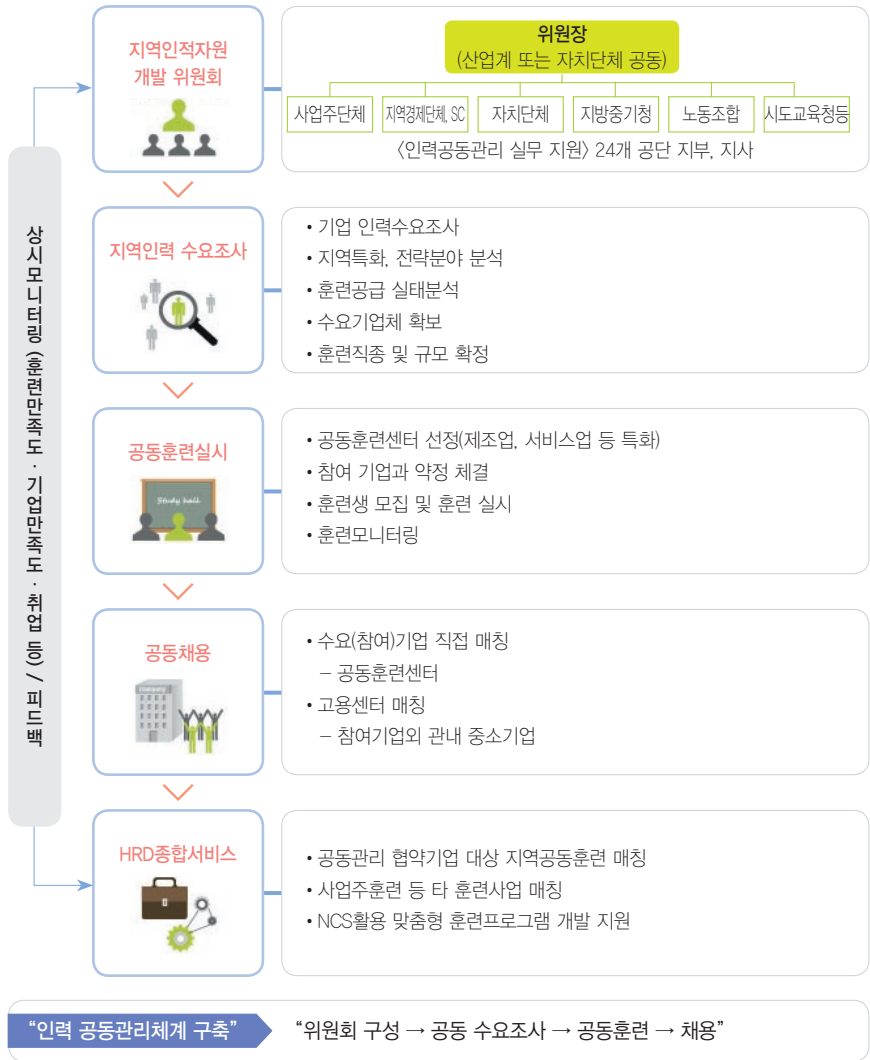 지역인적자원
개발 위원회
위원장
(산업계 또는 자치단체 공동)
사업주단체
지역경제단체, SC
자치단체
지방중기청
노동조합
시도교육청등
〈인력공동관리 실무 지원〉 24개 공단 지부, 지사
상시모니터링 (훈련만족도 · 기업만족도 · 취업 등) / 피드백
지역인력 수요조사
• 기업 인력수요조사
• 지역특화, 전략분야 분석
• 훈련공급 실태분석
• 수요기업체 확보
• 훈련직종 및 규모 확정
공동훈련실시
Study hall
• 공동훈련센터 선정(제조업, 서비스업 등 특화)
• 참여 기업과 약정 체결
• 훈련생 모집 및 훈련 실시
• 훈련모니터링
공동채용
• 수요(참여)기업 직접 매칭
– 공동훈련센터
• 고용센터 매칭
– 참여기업외 관내 중소기업
HRD종합서비스
• 공동관리 협약기업 대상 지역공동훈련 매칭
• 사업주훈련 등 타 훈련사업 매칭
• NCS활용 맞춤형 훈련프로그램 개발 지원
“인력 공동관리체계 구축”
“위원회 구성 → 공동 수요조사 → 공동훈련 → 채용”